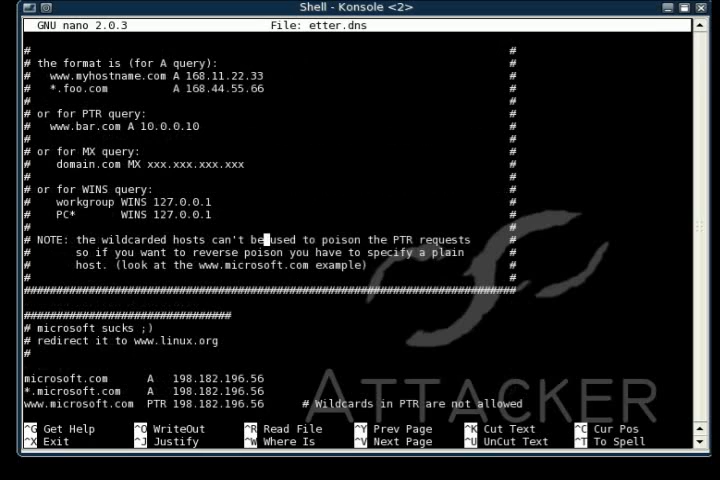 Shell - Konsole <2>
GNU nano 2.0.3 File: etter.dns
# #
# the format is (for A query): #
# www.myhostname.com A 168.11.22.33 #
# *.foo.com A 168.44.55.66 #
# #
# or for PTR query: #
# www.bar.com A 10.0.0.10 #
# #
# or for MX query: #
# domain.com MX xxx.xxx.xxx.xxx #
# #
# or for WINS query: #
# workgroup WINS 127.0.0.1 #
# PC* WINS 127.0.0.1 #
# #
# NOTE: the wildcarded hosts can't be used to poison the PTR requests #
# so if you want to reverse poison you have to specify a plain #
# host. (look at the www.microsoft.com example) #
# #
############################################################################
################################
# microsoft sucks ;)
# redirect it to www.linux.org
#
microsoft.com A 198.182.196.56
*.microsoft.com A 198.182.196.56
www.microsoft.com PTR 198.182.196.56 # Wildcards in PTR are not allowed
ATTACKER
^G Get Help ^O WriteOut ^R Read File ^Y Prev Page ^K Cut Text ^C Cur Pos
^X Exit ^J Justify ^W Where Is ^V Next Page ^U UnCut Text ^T To Spell